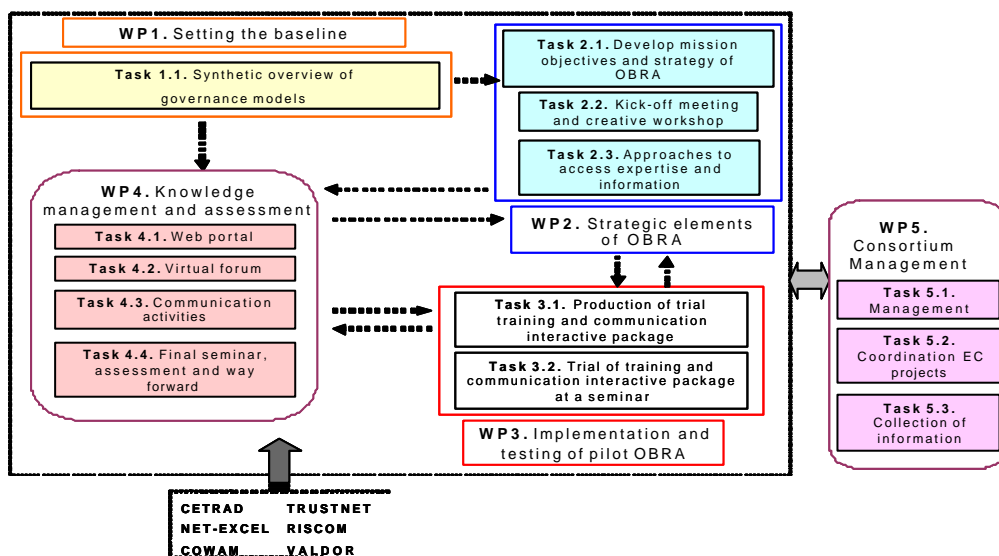 WP1. Setting the baseline
Task 1.1. Synthetic overview of
governance models
Task 2.1. Develop mission
objectives and strategy of
OBRA
Task 2.2. Kick-off meeting
and creative workshop
Task 2.3. Approaches to
access expertise and
information
WP2. Strategic elements
of OBRA
WP4. Knowledge
management and assessment
Task 4.1. Web portal
Task 4.2. Virtual forum
Task 4.3. Communication
activities
Task 4.4. Final seminar,
assessment and way
forward
Task 3.1. Production of trial
training and communication
interactive package
Task 3.2. Trial of training and
communication interactive package
at a seminar
WP3. Implementation and
testing of pilot OBRA
WP5.
Consortium
Management
Task 5.1.
Management
Task 5.2.
Coordination EC
projects
Task 5.3.
Collection of
information
CETRAD TRUSTNET
NET-EXCEL RISCOM
COWAM VALDOR